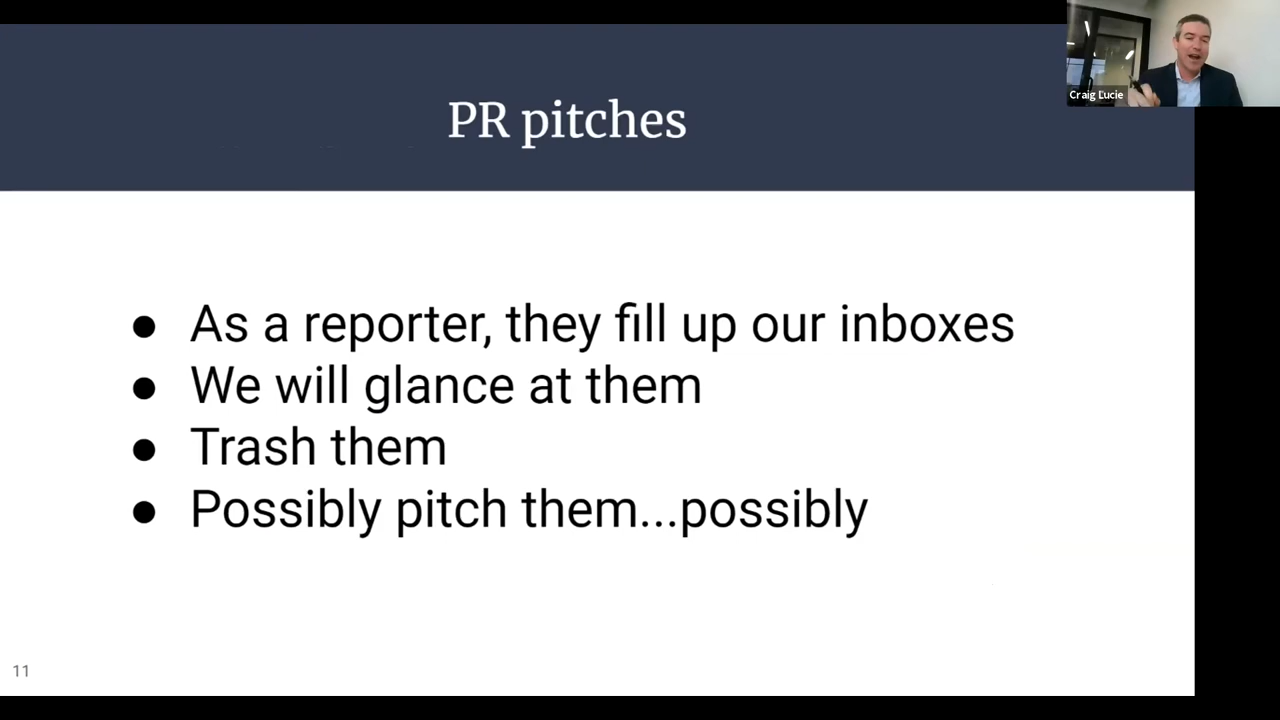 Craig Lucie
PR pitches
● As a reporter, they fill up our inboxes
● We will glance at them
● Trash them
● Possibly pitch them...possibly
11